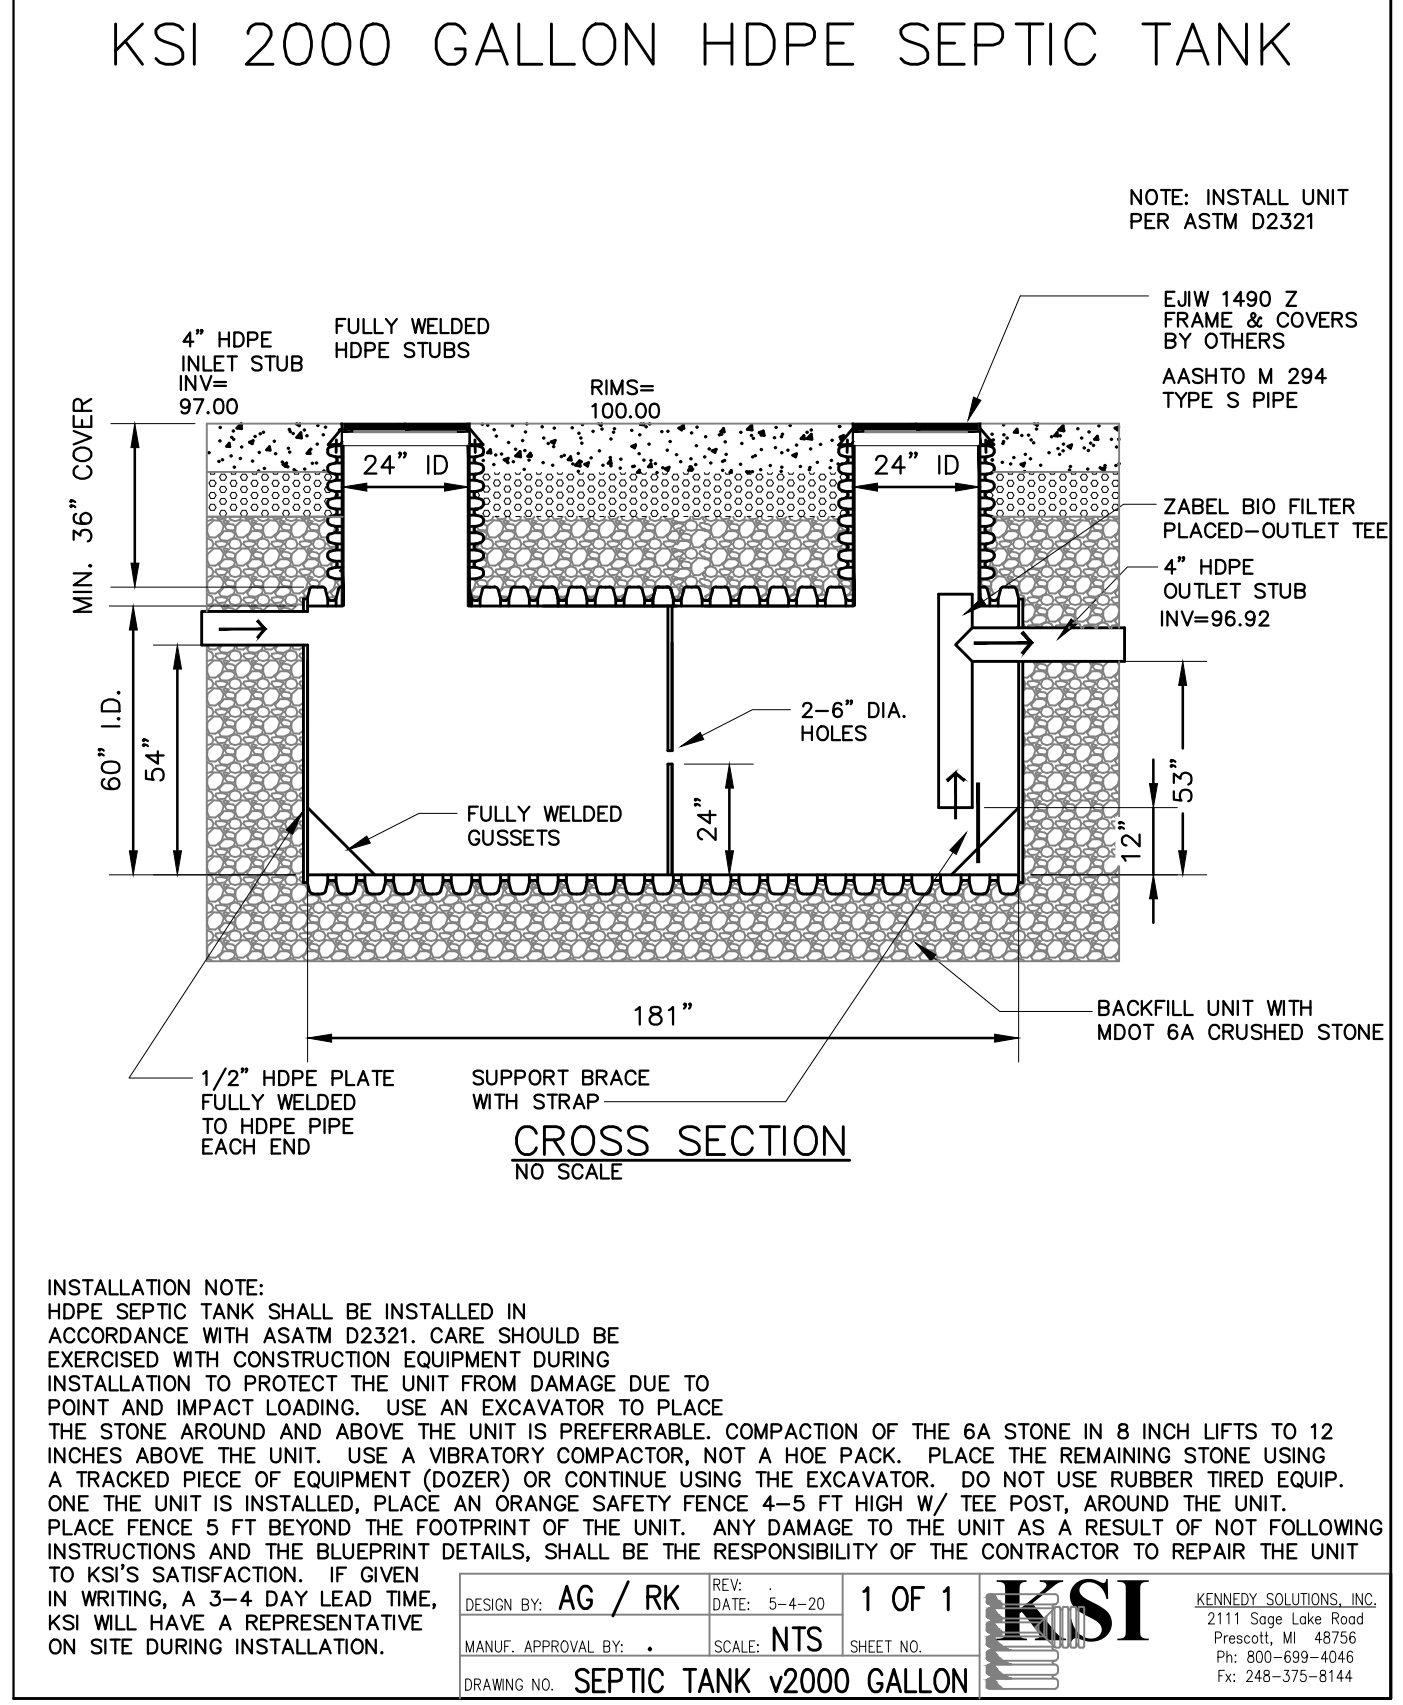 KSI 2000 GALLON HDPE SEPTIC TANK
NOTE: INSTALL UNIT
PER ASTM D2321
EJIW 1490 Z
FRAME & COVERS
BY OTHERS
AASHTO M 294
TYPE S PIPE
4" HDPE
INLET STUB
INV=
97.00
FULLY WELDED
HDPE STUBS
RIMS=
100.00
MIN. 36" COVER
24" ID
24" ID
ZABEL BIO FILTER
PLACED-OUTLET TEE
4" HDPE
OUTLET STUB
INV=96.92
60" I.D.
54"
2-6" DIA.
HOLES
FULLY WELDED
GUSSETS
24"
12"
53"
181"
BACKFILL UNIT WITH
MDOT 6A CRUSHED STONE
1/2" HDPE PLATE
FULLY WELDED
TO HDPE PIPE
EACH END
SUPPORT BRACE
WITH STRAP
CROSS SECTION
NO SCALE
INSTALLATION NOTE:
HDPE SEPTIC TANK SHALL BE INSTALLED IN
ACCORDANCE WITH ASATM D2321. CARE SHOULD BE
EXERCISED WITH CONSTRUCTION EQUIPMENT DURING
INSTALLATION TO PROTECT THE UNIT FROM DAMAGE DUE TO
POINT AND IMPACT LOADING. USE AN EXCAVATOR TO PLACE
THE STONE AROUND AND ABOVE THE UNIT IS PREFERRABLE. COMPACTION OF THE 6A STONE IN 8 INCH LIFTS TO 12
INCHES ABOVE THE UNIT. USE A VIBRATORY COMPACTOR, NOT A HOE PACK. PLACE THE REMAINING STONE USING
A TRACKED PIECE OF EQUIPMENT (DOZER) OR CONTINUE USING THE EXCAVATOR. DO NOT USE RUBBER TIRED EQUIP.
ONE THE UNIT IS INSTALLED, PLACE AN ORANGE SAFETY FENCE 4-5 FT HIGH W/ TEE POST, AROUND THE UNIT.
PLACE FENCE 5 FT BEYOND THE FOOTPRINT OF THE UNIT. ANY DAMAGE TO THE UNIT AS A RESULT OF NOT FOLLOWING
INSTRUCTIONS AND THE BLUEPRINT DETAILS, SHALL BE THE RESPONSIBILITY OF THE CONTRACTOR TO REPAIR THE UNIT
TO KSI'S SATISFACTION. IF GIVEN
IN WRITING, A 3-4 DAY LEAD TIME,
KSI WILL HAVE A REPRESENTATIVE
ON SITE DURING INSTALLATION.
DESIGN BY: AG / RK
REV: .
DATE: 5-4-20
1 OF 1
MANUF. APPROVAL BY: .
SCALE: NTS
SHEET NO.
DRAWING NO. SEPTIC TANK v2000 GALLON
KSI
KENNEDY SOLUTIONS, INC.
2111 Sage Lake Road
Prescott, MI 48756
Ph: 800-699-4046
Fx: 248-375-8144